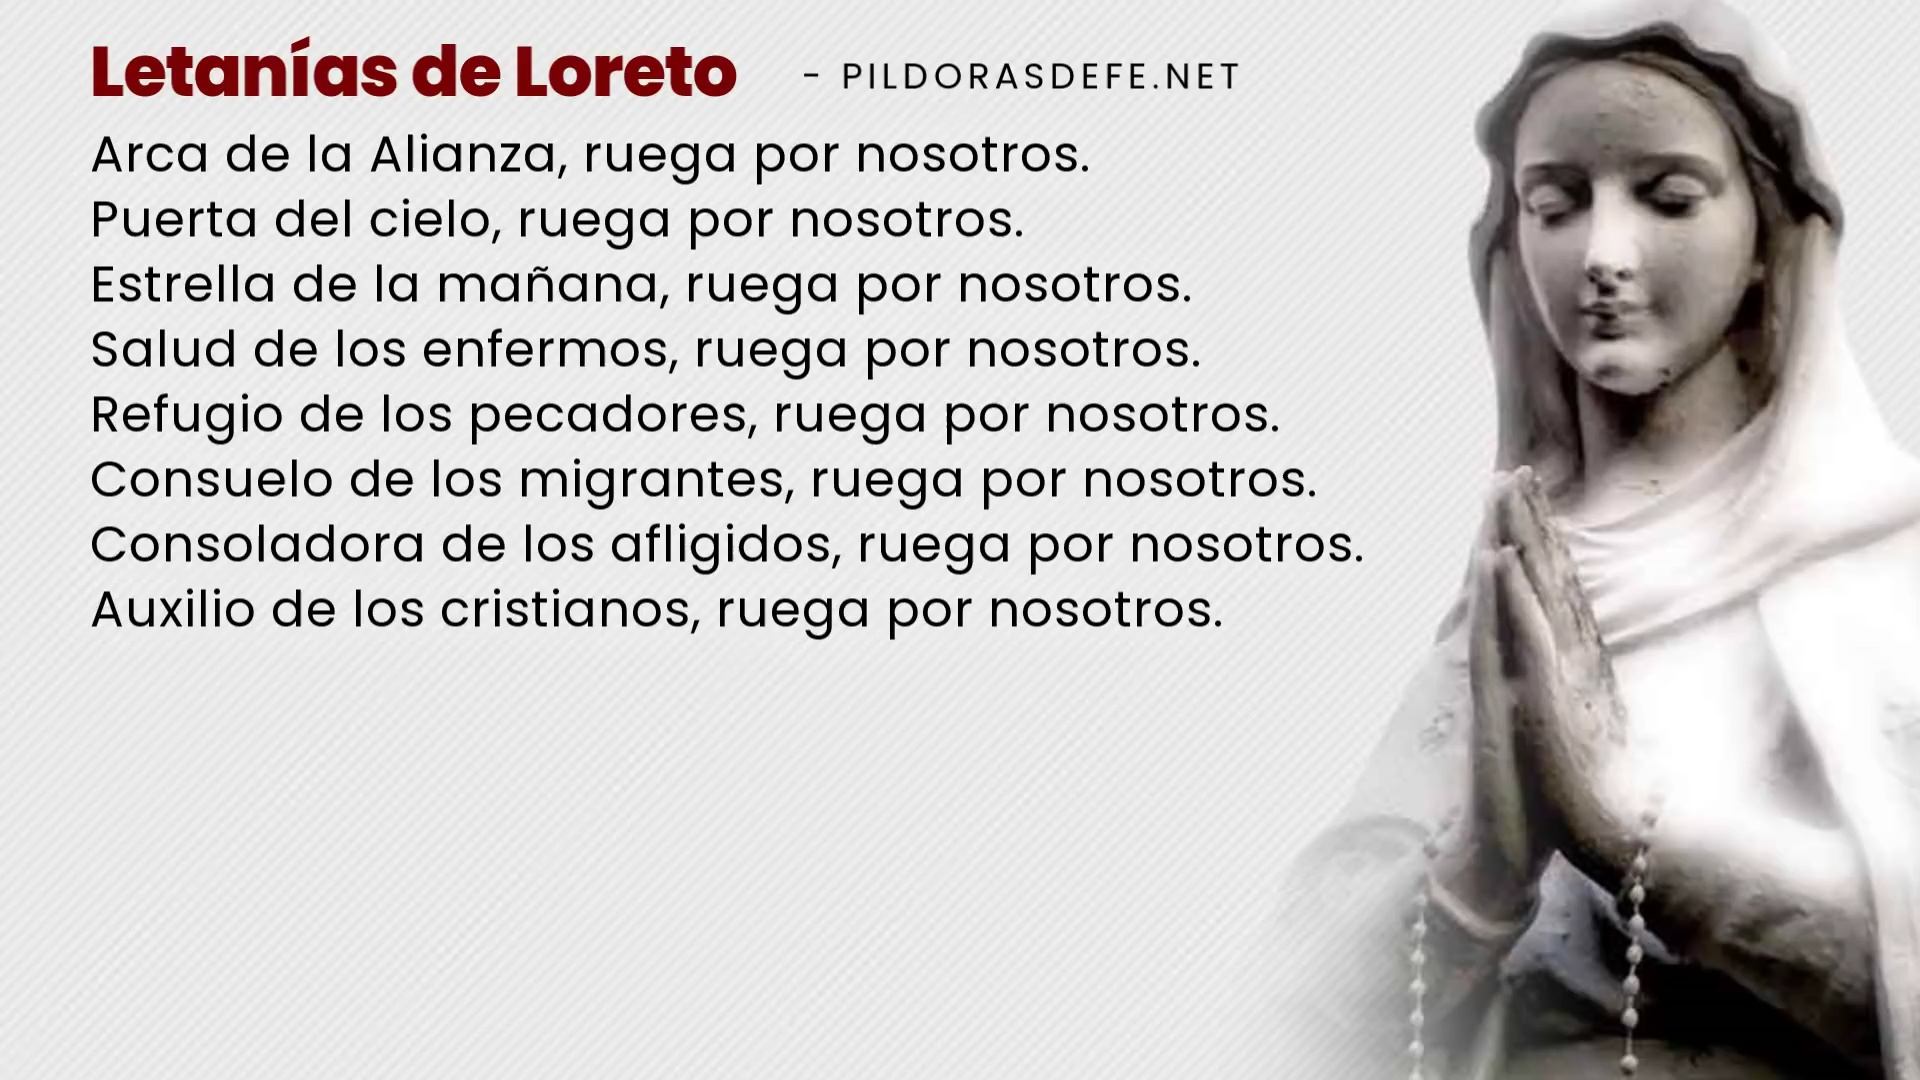 Letanías de Loreto - PILDORASDEFE.NET
Arca de la Alianza, ruega por nosotros.
Puerta del cielo, ruega por nosotros.
Estrella de la mañana, ruega por nosotros.
Salud de los enfermos, ruega por nosotros.
Refugio de los pecadores, ruega por nosotros.
Consuelo de los migrantes, ruega por nosotros.
Consoladora de los afligidos, ruega por nosotros.
Auxilio de los cristianos, ruega por nosotros.